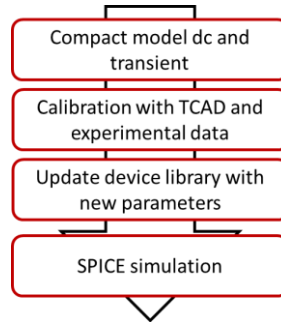 Compact model dc and
transient
Calibration with TCAD and
experimental data
Update device library with
new parameters
SPICE simulation